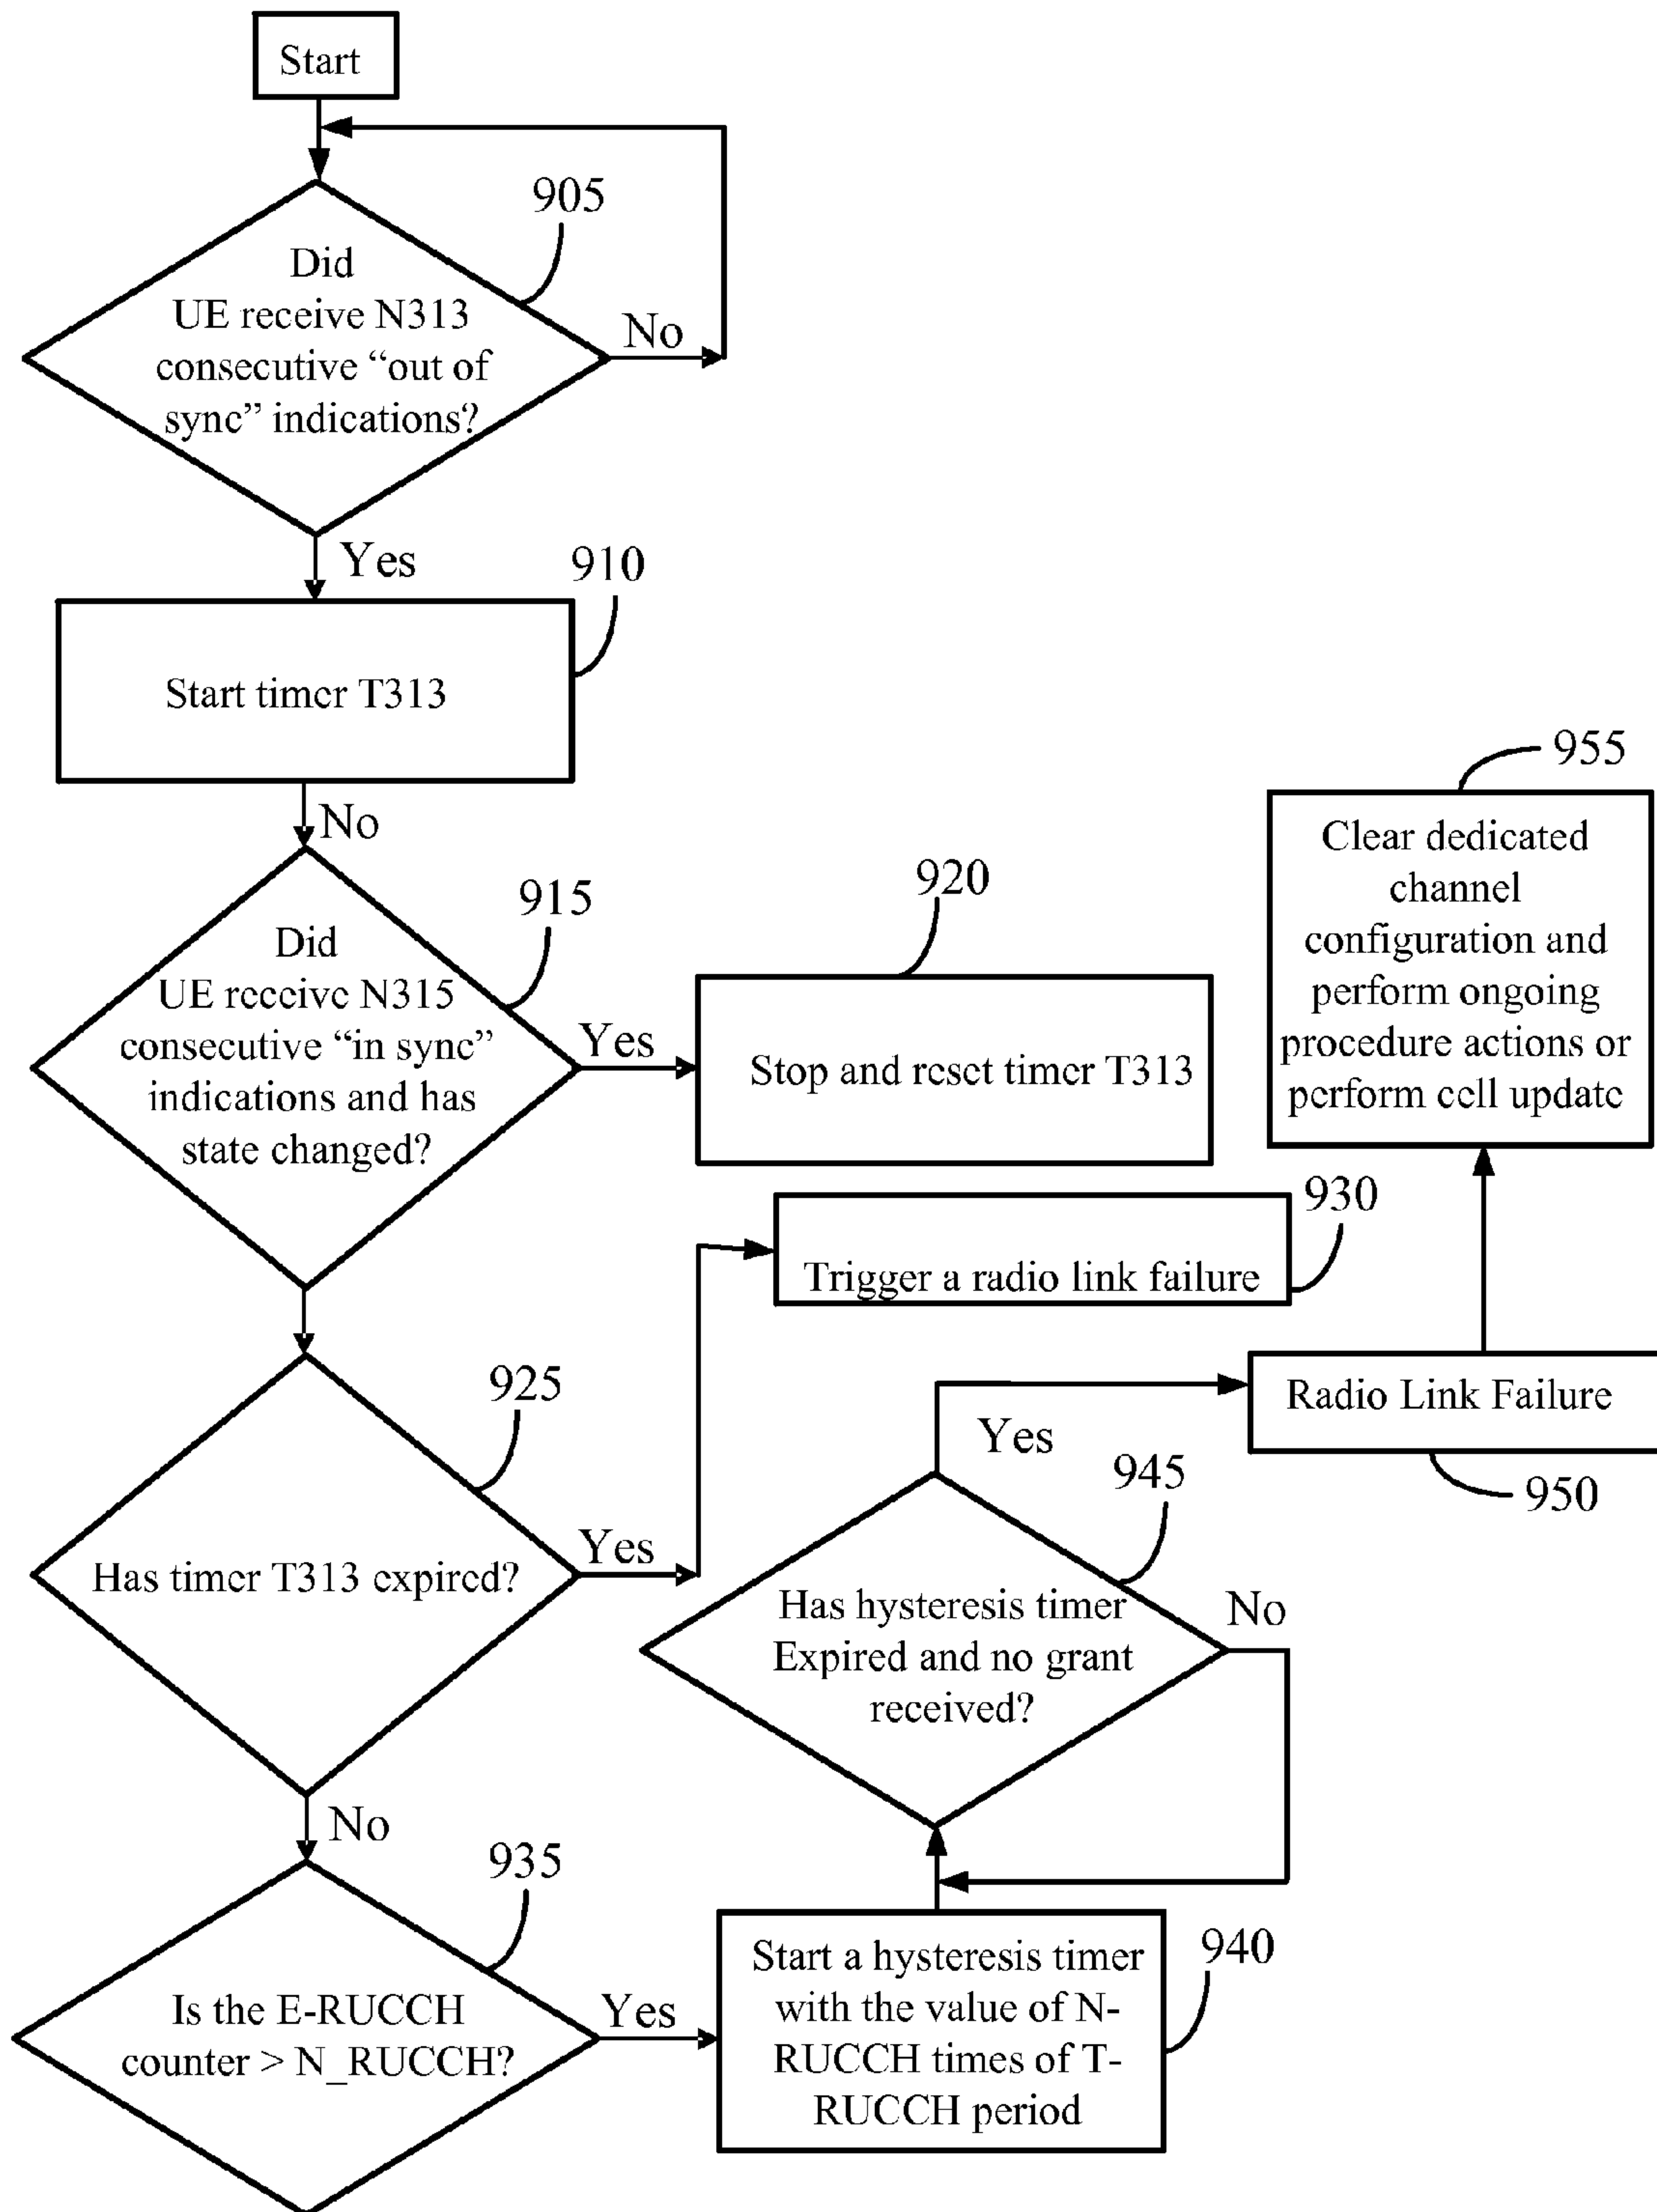 Start
905
Did
UE receive N313
consecutive “out of
sync” indications?
No
Yes
910
Start timer T313
No
915
Did
UE receive N315
consecutive “in sync”
indications and has
state changed?
Yes
920
Stop and reset timer T313
955
Clear dedicated
channel
configuration and
perform ongoing
procedure actions or
perform cell update
930
Trigger a radio link failure
925
Has timer T313 expired?
Yes
Radio Link Failure
950
Yes
945
Has hysteresis timer
Expired and no grant
received?
No
No
935
Is the E-RUCCH
counter > N_RUCCH?
Yes
940
Start a hysteresis timer
with the value of N-
RUCCH times of T-
RUCCH period